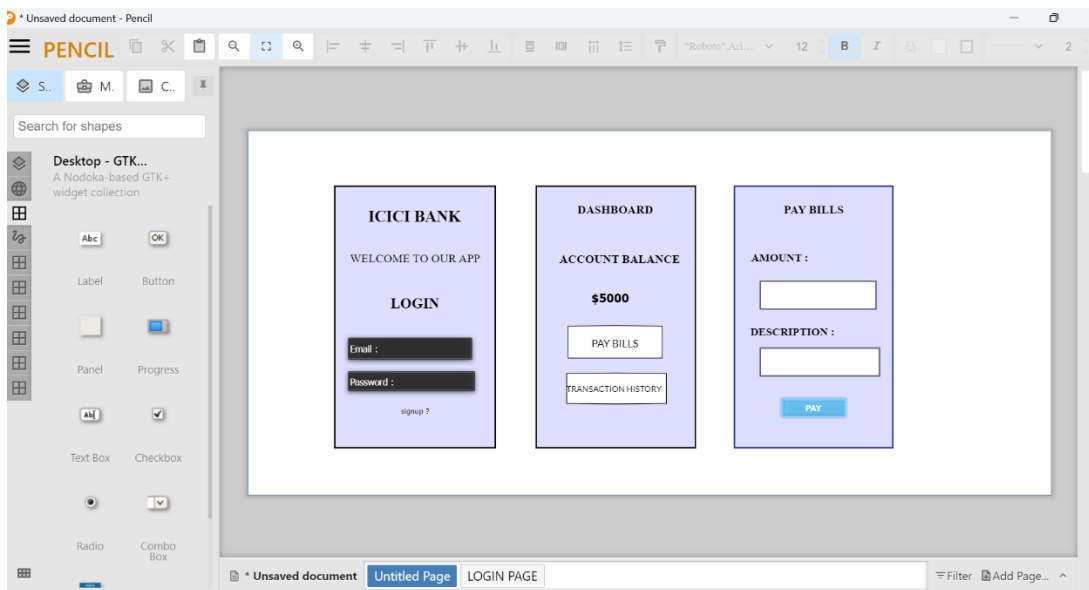 * Unsaved document - Pencil
PENCIL
"Roboto",Ari...
12
B
I
A
2
S..
M.
C..
Search for shapes
Desktop - GTK...
A Nodoka-based GTK+
widget collection
Abc
OK
Label
Button
Panel
Progress
Ab
Text Box
Checkbox
Radio
Combo
Box
ICICI BANK
WELCOME TO OUR APP
LOGIN
Email :
Password :
signup ?
DASHBOARD
ACCOUNT BALANCE
$5000
PAY BILLS
TRANSACTION HISTORY
PAY BILLS
AMOUNT :
DESCRIPTION :
PAY
* Unsaved document
Untitled Page
LOGIN PAGE
Filter
Add Page...